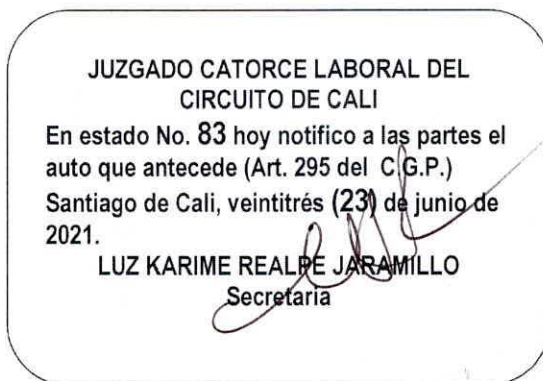 JUZGADO CATORCE LABORAL DEL
CIRCUITO DE CALI
En estado No. 83 hoy notifico a las partes el
auto que antecede (Art. 295 del C.G.P.)
Santiago de Cali, veintitrés (23) de junio de
2021.
LUZ KARIME REALPE JARAMILLO
Secretaria